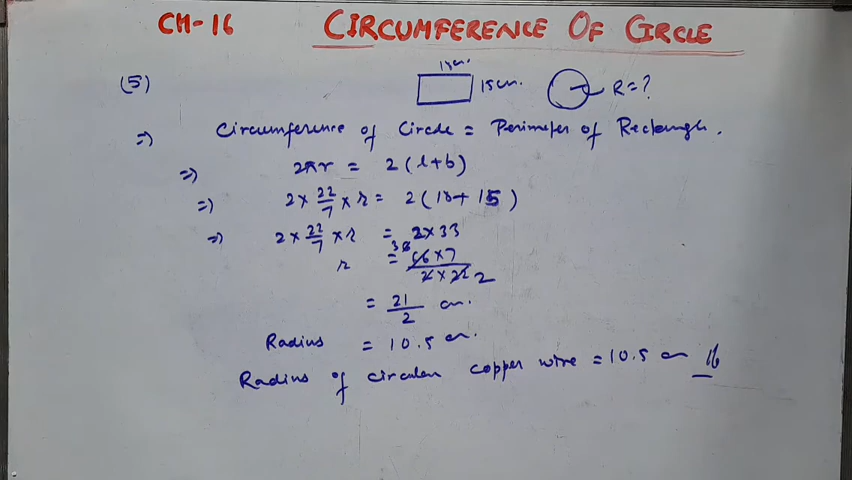 CH-16 CIRCUMFERENCE OF CIRCLE
(5) 18cm. 15cm. R=?
=> Circumference of Circle = Perimeter of Rectangle.
=> 2πr = 2(l+b)
=> 2 × 22/7 × r = 2(18+15)
=> 2 × 22/7 × r = 2×33
r = 66×7 / 2×22 2
= 21/2 cm.
Radius = 10.5 cm.
Radius of circular copper wire = 10.5 cm